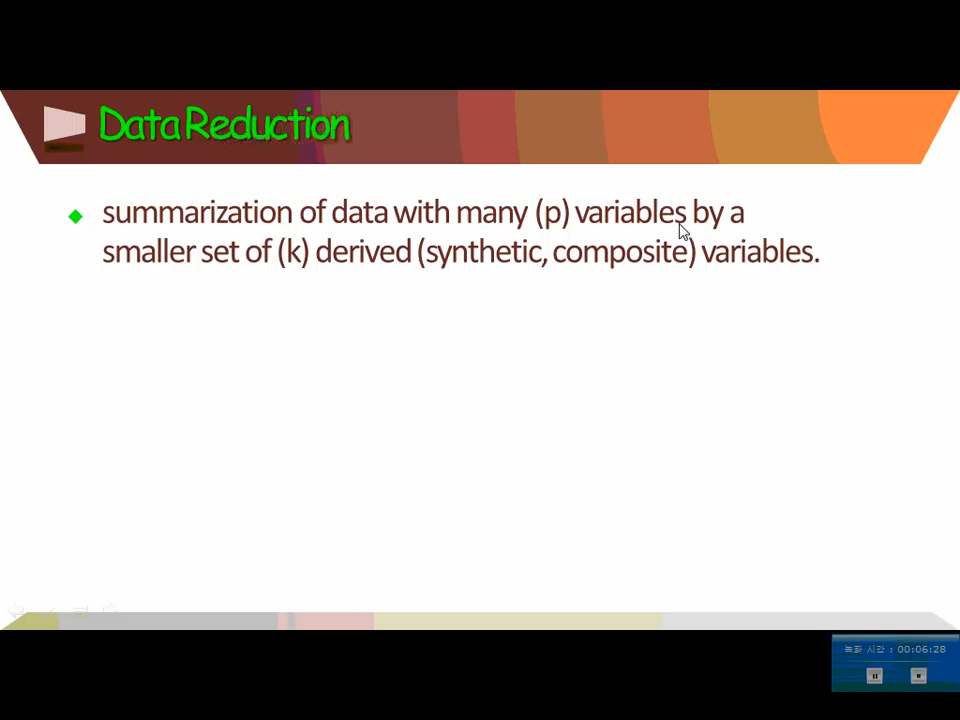 Data Reduction
summarization of data with many (p) variables by a
smaller set of (k) derived (synthetic, composite) variables.
녹화 시간 : 00:06:28